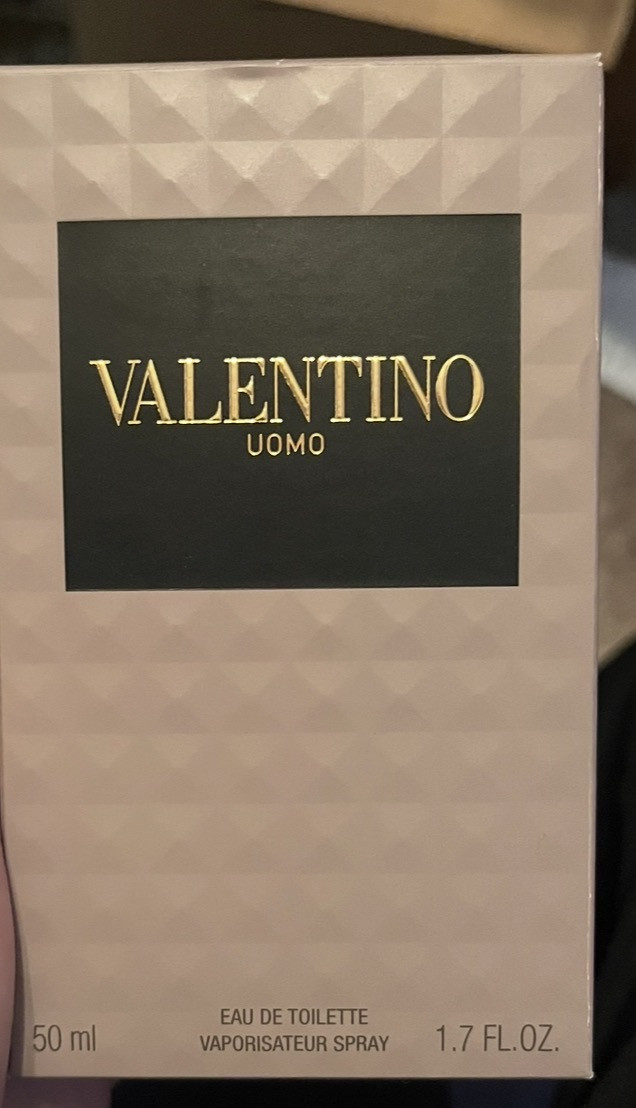 VALENTINO
UOMO
EAU DE TOILETTE
50 ml VAPORISATEUR SPRAY 1.7 FL.OZ.